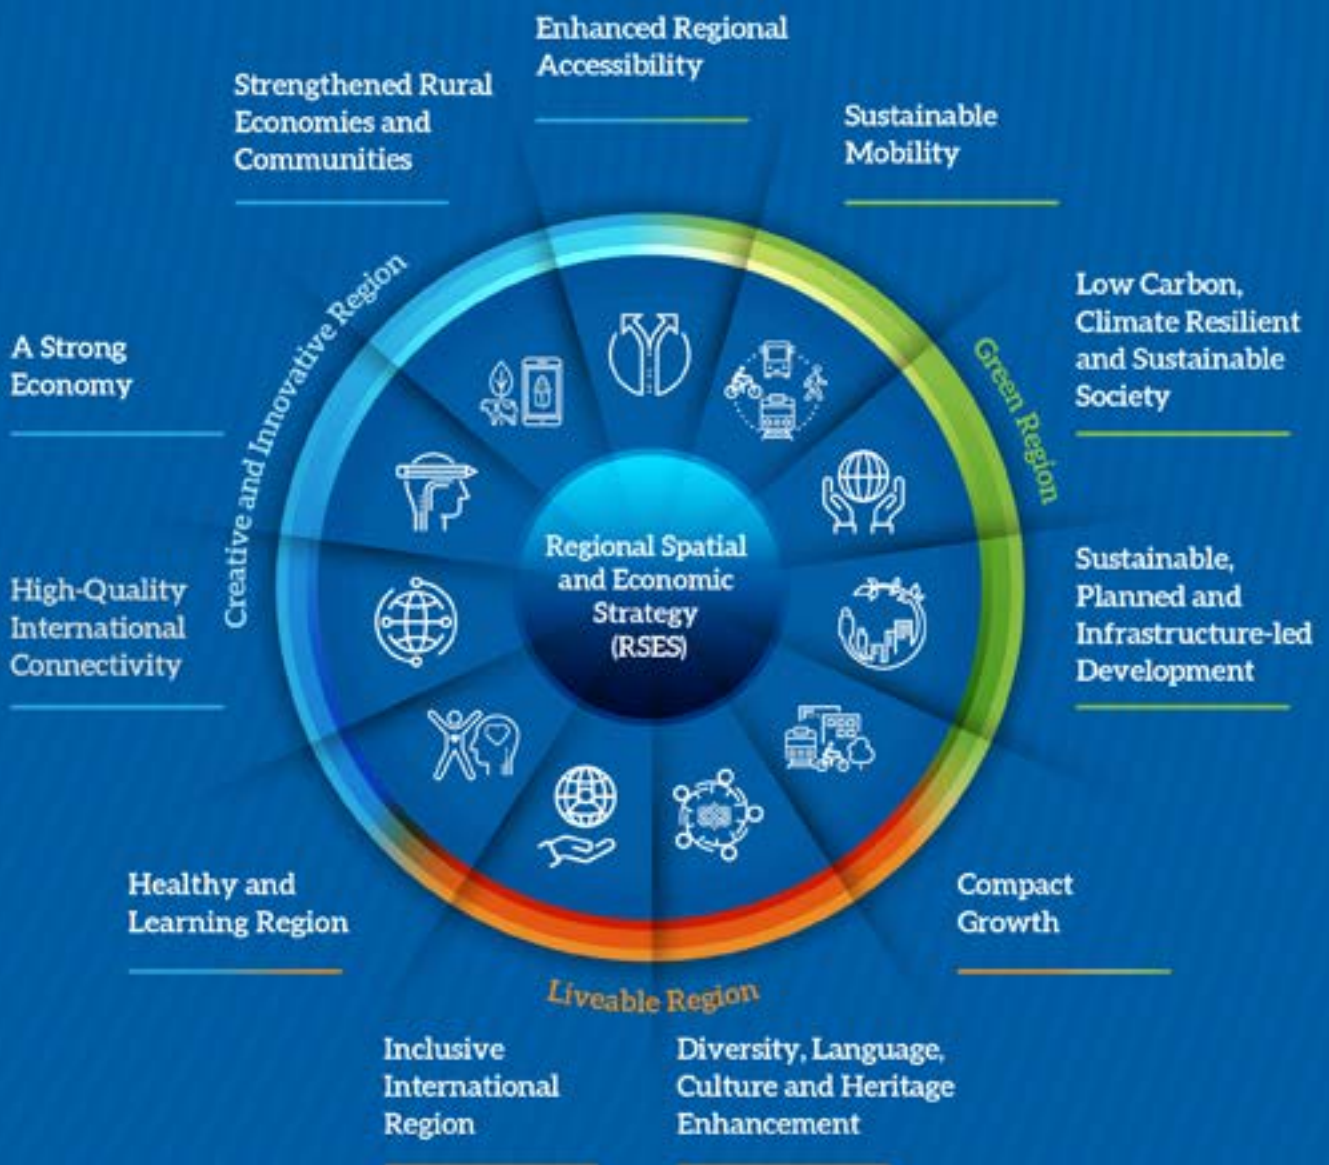 Enhanced Regional
Accessibility
Sustainable
Mobility
Low Carbon,
Climate Resilient
and Sustainable
Society
Sustainable,
Planned and
Infrastructure-led
Development
Compact
Growth
Diversity, Language,
Culture and Heritage
Enhancement
Inclusive
International
Region
Healthy and
Learning Region
High-Quality
International
Connectivity
A Strong
Economy
Strengthened Rural
Economies and
Communities
Creative and Innovative Region
Green Region
Liveable Region
Regional Spatial
and Economic
Strategy
(RSES)